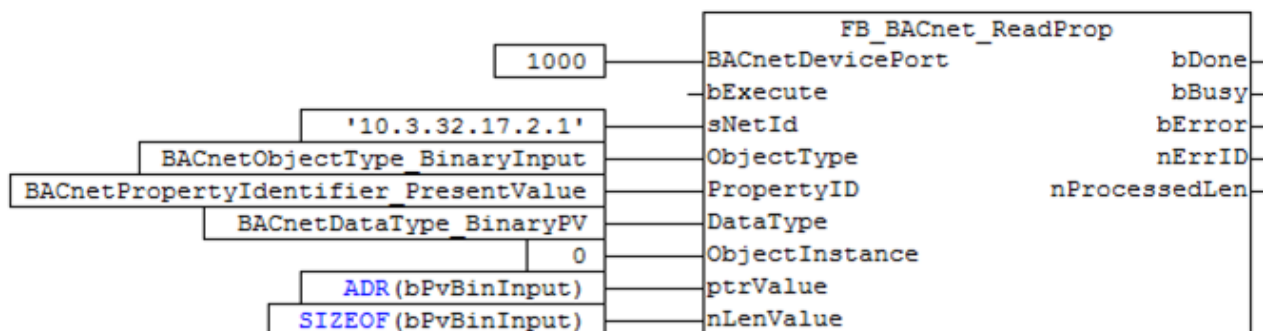 FB_BACnet_ReadProp
1000 BACnetDevicePort bDone
bExecute bBusy
'10.3.32.17.2.1' sNetId bError
BACnetObjectType_BinaryInput ObjectType nErrID
BACnetPropertyIdentifier_PresentValue PropertyID nProcessedLen
BACnetDataType_BinaryPV DataType
0 ObjectInstance
ADR(bPvBinInput) ptrValue
SIZEOF(bPvBinInput) nLenValue